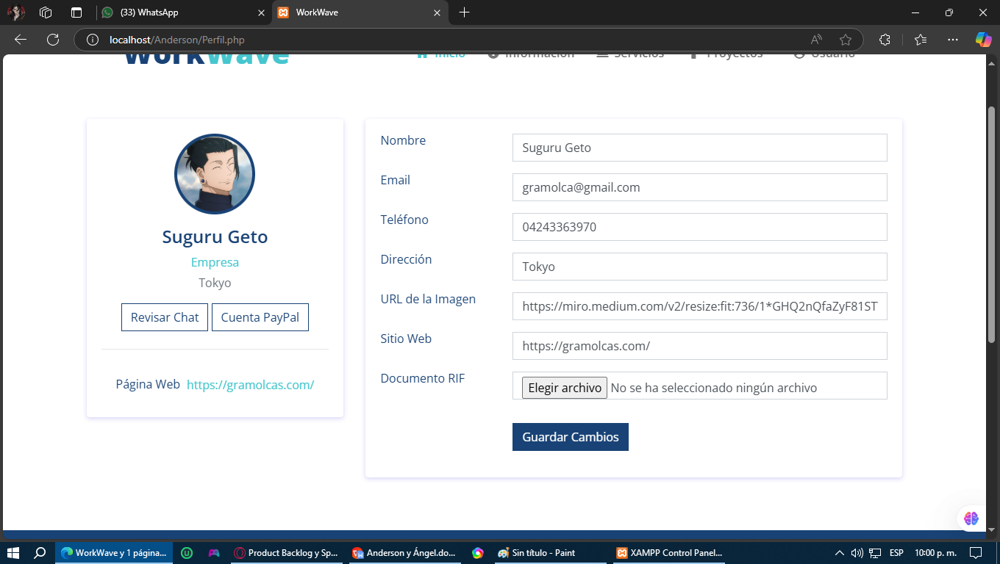 (33) WhatsApp
WorkWave
localhost/Anderson/Perfil.php
WorkWave
Inicio
Información
Servicios
Proyectos
Usuario
Suguru Geto
Empresa
Tokyo
Revisar Chat
Cuenta PayPal
Página Web https://gramolcas.com/
Nombre
Suguru Geto
Email
gramolca@gmail.com
Teléfono
04243363970
Dirección
Tokyo
URL de la Imagen
https://miro.medium.com/v2/resize:fit:736/1*GHQ2nQfaZyF81ST
Sitio Web
https://gramolcas.com/
Documento RIF
Elegir archivo No se ha seleccionado ningún archivo
Guardar Cambios
WorkWave y 1 página...
Product Backlog y Sp...
Anderson y Ángel.do...
Sin título - Paint
XAMPP Control Panel...
ESP
10:00 p. m.